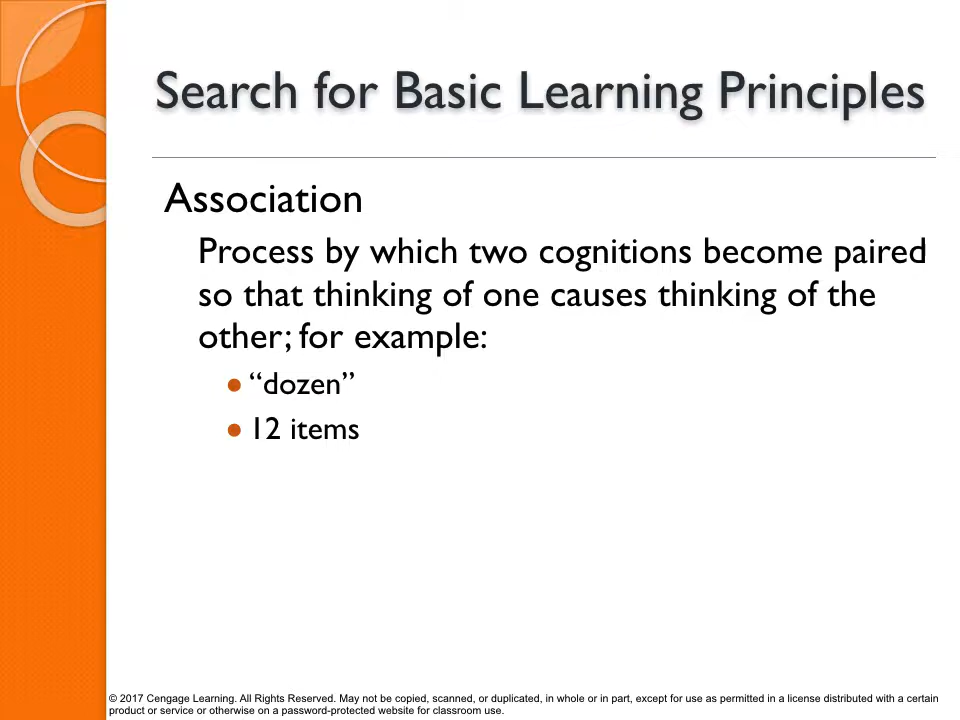 Search for Basic Learning Principles
Association
Process by which two cognitions become paired
so that thinking of one causes thinking of the
other; for example:
● “dozen”
● 12 items
© 2017 Cengage Learning. All Rights Reserved. May not be copied, scanned, or duplicated, in whole or in part, except for use as permitted in a license distributed with a certain
product or service or otherwise on a password-protected website for classroom use.